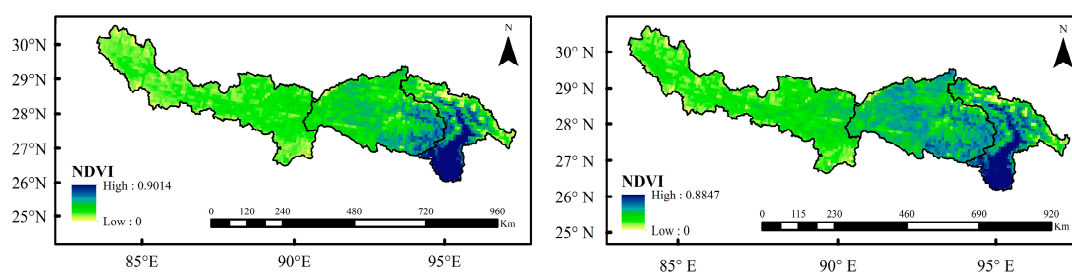 N
30° N
29° N
28° N
27° N
26° N
25° N
NDVI
High : 0.9014
Low : 0
0 120 240 480 720 960
Km
85° E 90° E 95° E
N
30° N
29° N
28° N
27° N
26° N
25° N
NDVI
High : 0.8847
Low : 0
0 115 230 460 690 920
Km
85° E 90° E 95° E